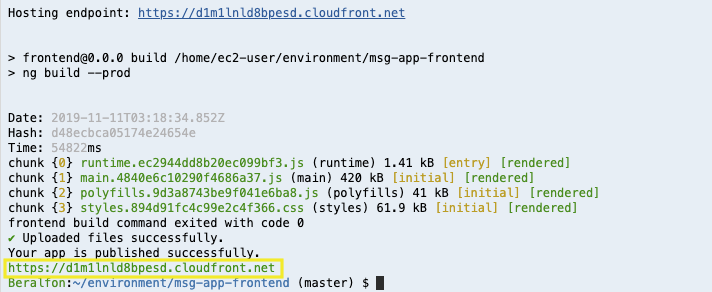 Hosting endpoint: https://d1m1lnld8bpesd.cloudfront.net
> frontend@0.0.0 build /home/ec2-user/environment/msg-app-frontend
> ng build --prod
Date: 2019-11-11T03:18:34.852Z
Hash: d48ecbca05174e24654e
Time: 54822ms
chunk {0} runtime.ec2944dd8b20ec099bf3.js (runtime) 1.41 kB [entry] [rendered]
chunk {1} main.4840e6c10290f4686a37.js (main) 420 kB [initial] [rendered]
chunk {2} polyfills.9d3a8743be9f041e6ba8.js (polyfills) 41 kB [initial] [rendered]
chunk {3} styles.894d91fc4c99e2c4f366.css (styles) 61.9 kB [initial] [rendered]
frontend build command exited with code 0
✔ Uploaded files successfully.
Your app is published successfully.
https://d1m1lnld8bpesd.cloudfront.net
Beralfon:~/environment/msg-app-frontend (master) $